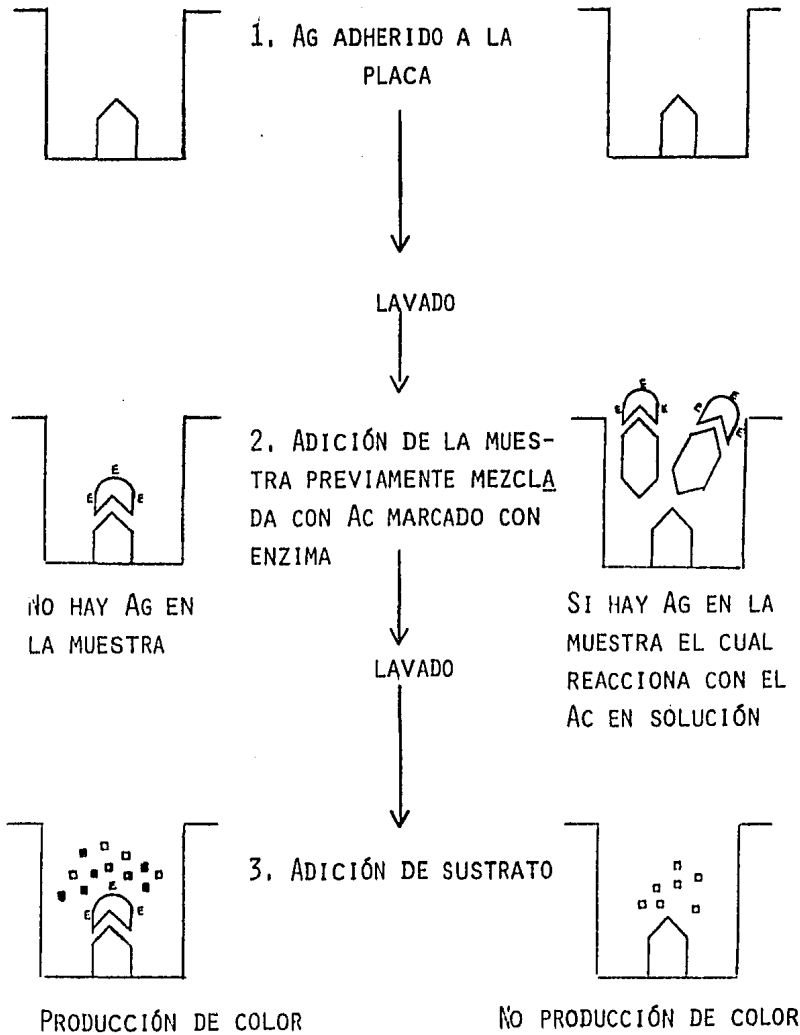 1. AG ADHERIDO A LA
PLACA
LAVADO
E
E E
2. ADICIÓN DE LA MUES-
TRA PREVIAMENTE MEZCLA
DA CON AC MARCADO CON
ENZIMA
E
E
E
E
NO HAY AG EN
LA MUESTRA
SI HAY AG EN LA
MUESTRA EL CUAL
REACCIONA CON EL
AC EN SOLUCIÓN
LAVADO
3. ADICIÓN DE SUSTRATO
E
E E
PRODUCCIÓN DE COLOR
NO PRODUCCIÓN DE COLOR